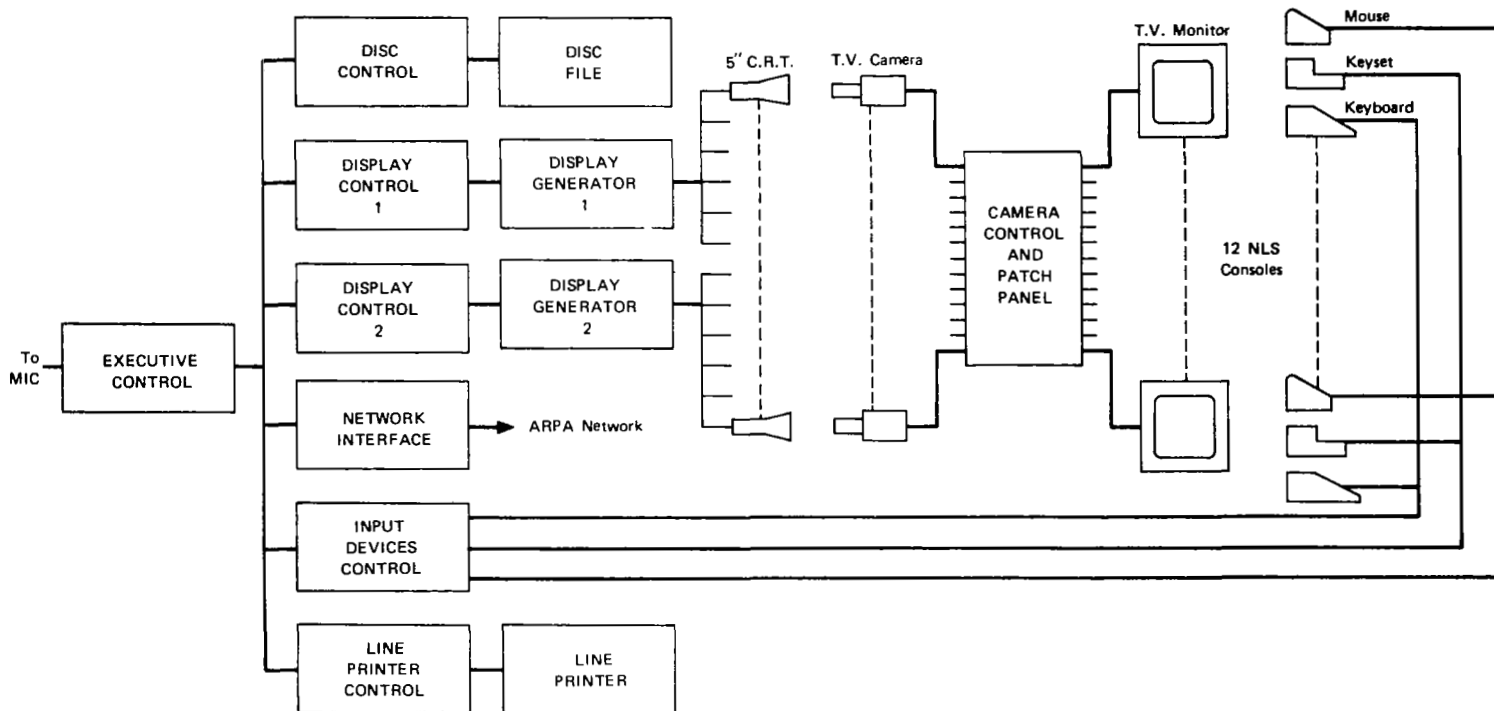 To
MIC
EXECUTIVE
CONTROL
DISC
CONTROL
DISC
FILE
DISPLAY
CONTROL
1
DISPLAY
GENERATOR
1
DISPLAY
CONTROL
2
DISPLAY
GENERATOR
2
NETWORK
INTERFACE
ARPA Network
INPUT
DEVICES
CONTROL
LINE
PRINTER
CONTROL
LINE
PRINTER
5" C.R.T.
T.V. Camera
CAMERA
CONTROL
AND
PATCH
PANEL
T.V. Monitor
12 NLS
Consoles
Mouse
Keyset
Keyboard